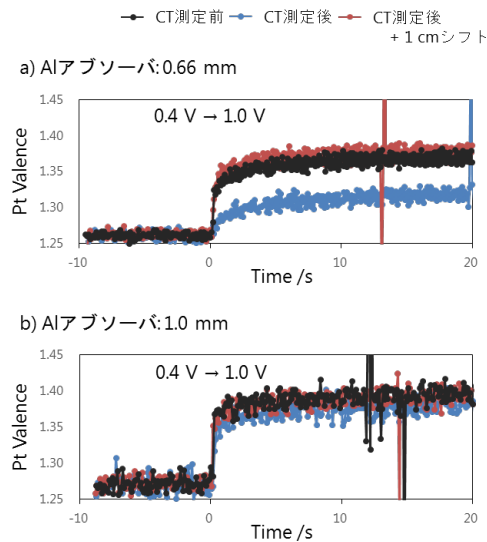 CT測定前 CT測定後 CT測定後
+ 1 cmシフト
a) Alアブソーバ: 0.66 mm
0.4 V → 1.0 V
Pt Valence
1.45
1.40
1.35
1.30
1.25
-10 0 10 20
Time /s
b) Alアブソーバ: 1.0 mm
0.4 V → 1.0 V
Pt Valence
1.45
1.40
1.35
1.30
1.25
-10 0 10 20
Time /s